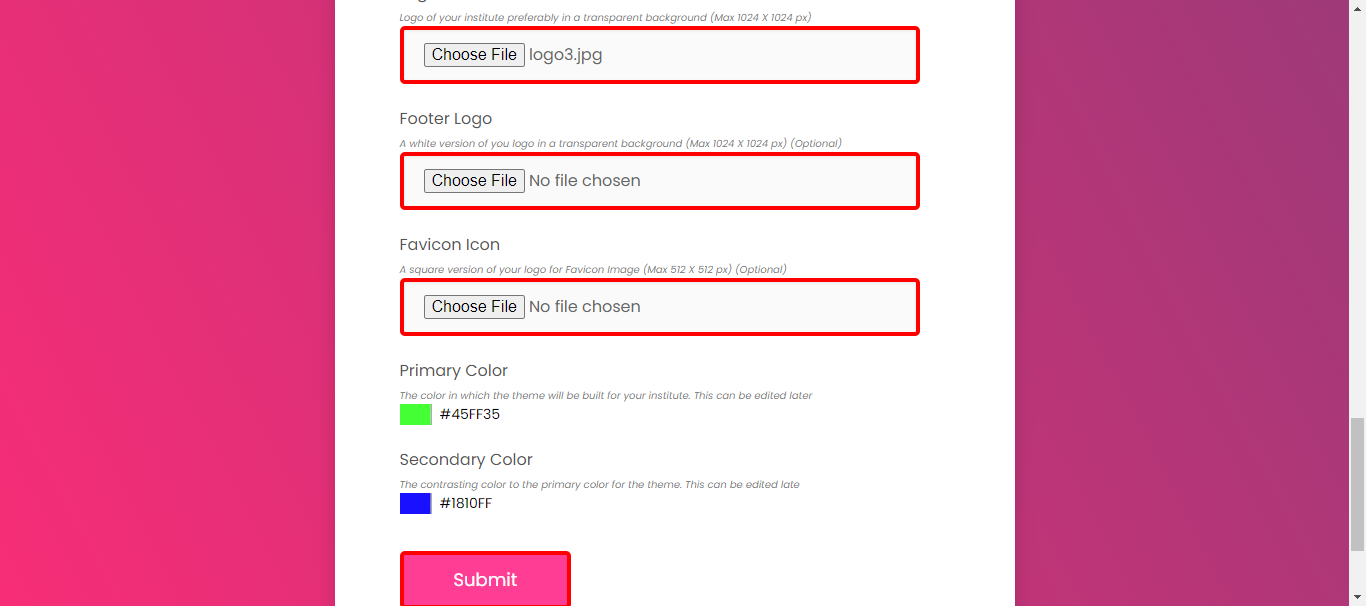 Logo of your institute preferably in a transparent background (Max 1024 X 1024 px)
Choose File logo3.jpg
Footer Logo
A white version of you logo in a transparent background (Max 1024 X 1024 px) (Optional)
Choose File No file chosen
Favicon Icon
A square version of your logo for Favicon Image (Max 512 X 512 px) (Optional)
Choose File No file chosen
Primary Color
The color in which the theme will be built for your institute. This can be edited later
#45FF35
Secondary Color
The contrasting color to the primary color for the theme. This can be edited late
#1810FF
Submit